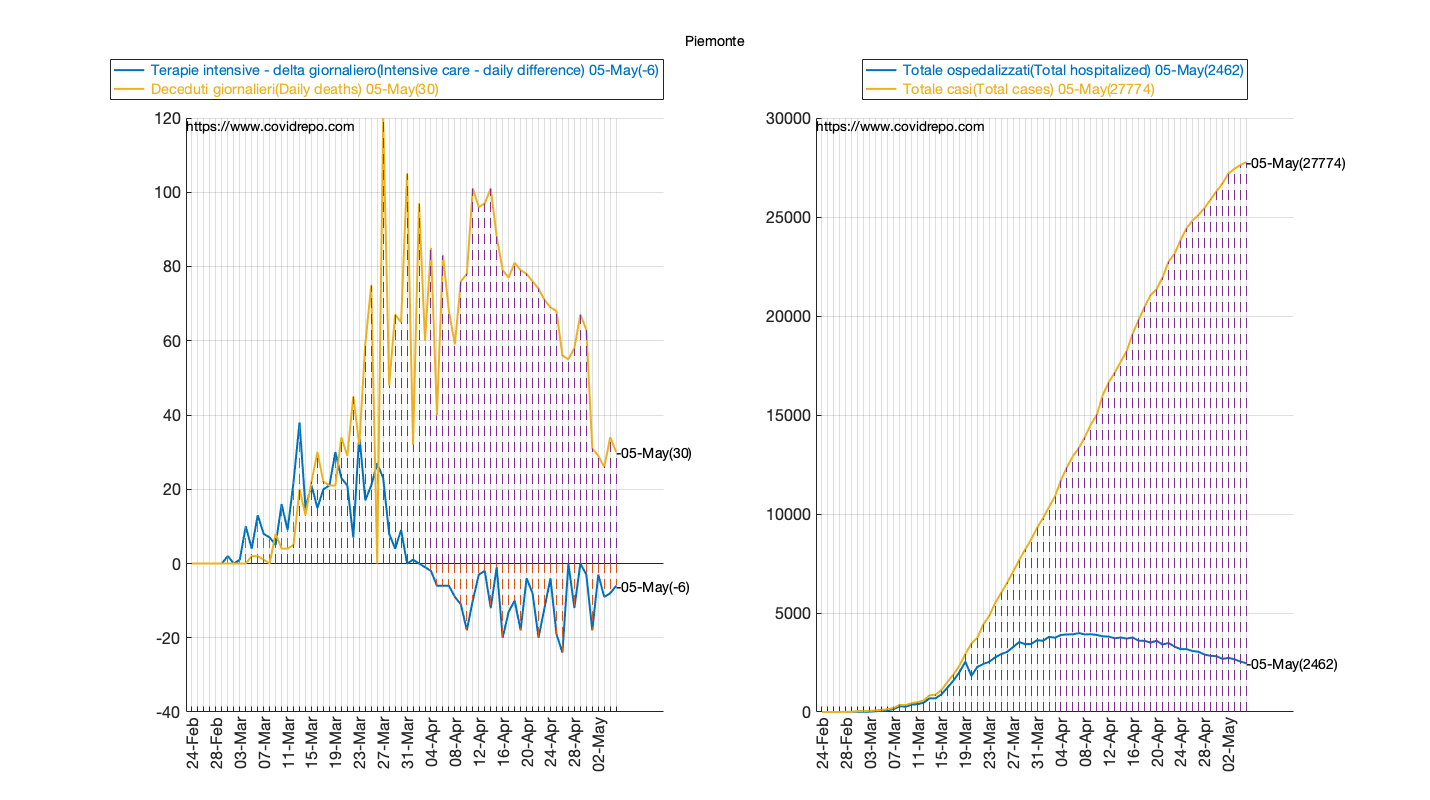 Piemonte
Terapie intensive - delta giornaliero(Intensive care - daily difference) 05-May(-6)
Deceduti giornalieri(Daily deaths) 05-May(30)
120
https://www.covidrepo.com
100
80
60
40
-05-May(30)
20
0
-05-May(-6)
-20
-40
24-Feb
28-Feb
03-Mar
07-Mar
11-Mar
15-Mar
19-Mar
23-Mar
27-Mar
31-Mar
04-Apr
08-Apr
12-Apr
16-Apr
20-Apr
24-Apr
28-Apr
02-May
Totale ospedalizzati(Total hospitalized) 05-May(2462)
Totale casi(Total cases) 05-May(27774)
30000
https://www.covidrepo.com
-05-May(27774)
25000
20000
15000
10000
5000
-05-May(2462)
0
24-Feb
28-Feb
03-Mar
07-Mar
11-Mar
15-Mar
19-Mar
23-Mar
27-Mar
31-Mar
04-Apr
08-Apr
12-Apr
16-Apr
20-Apr
24-Apr
28-Apr
02-May